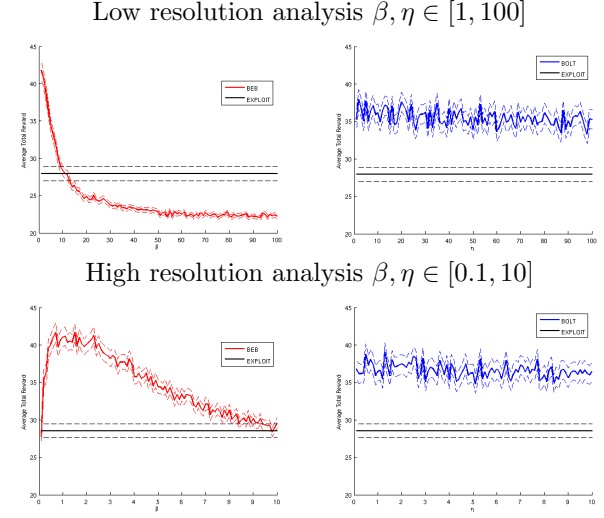 Low resolution analysis β, η ∈ [1, 100]
45
40
35
30
25
20
Average Total Reward
0 10 20 30 40 50 60 70 80 90 100
β
BEB
EXPLOIT
45
40
35
30
25
20
Average Total Reward
0 10 20 30 40 50 60 70 80 90 100
η
BOLT
EXPLOIT
High resolution analysis β, η ∈ [0.1, 10]
45
40
35
30
25
20
Average Total Reward
0 1 2 3 4 5 6 7 8 9 10
β
BEB
EXPLOIT
45
40
35
30
25
20
Average Total Reward
0 1 2 3 4 5 6 7 8 9 10
η
BOLT
EXPLOIT